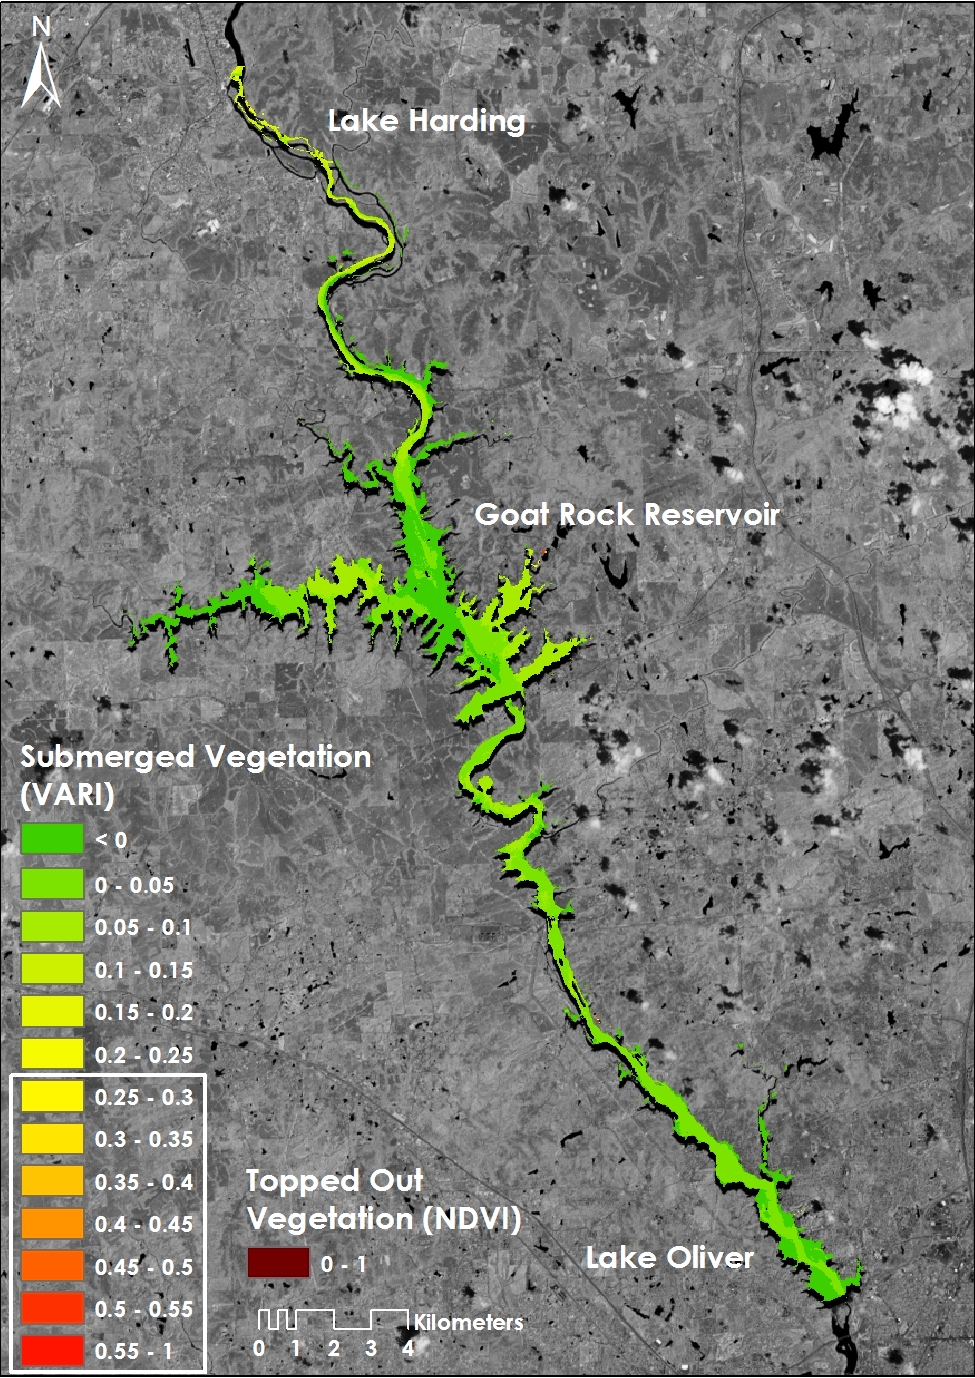 N
Lake Harding
Goat Rock Reservoir
Submerged Vegetation
(VARI)
< 0
0 - 0.05
0.05 - 0.1
0.1 - 0.15
0.15 - 0.2
0.2 - 0.25
0.25 - 0.3
0.3 - 0.35
0.35 - 0.4
0.4 - 0.45
0.45 - 0.5
0.5 - 0.55
0.55 - 1
Topped Out
Vegetation (NDVI)
0 - 1
Kilometers
0 1 2 3 4
Lake Oliver